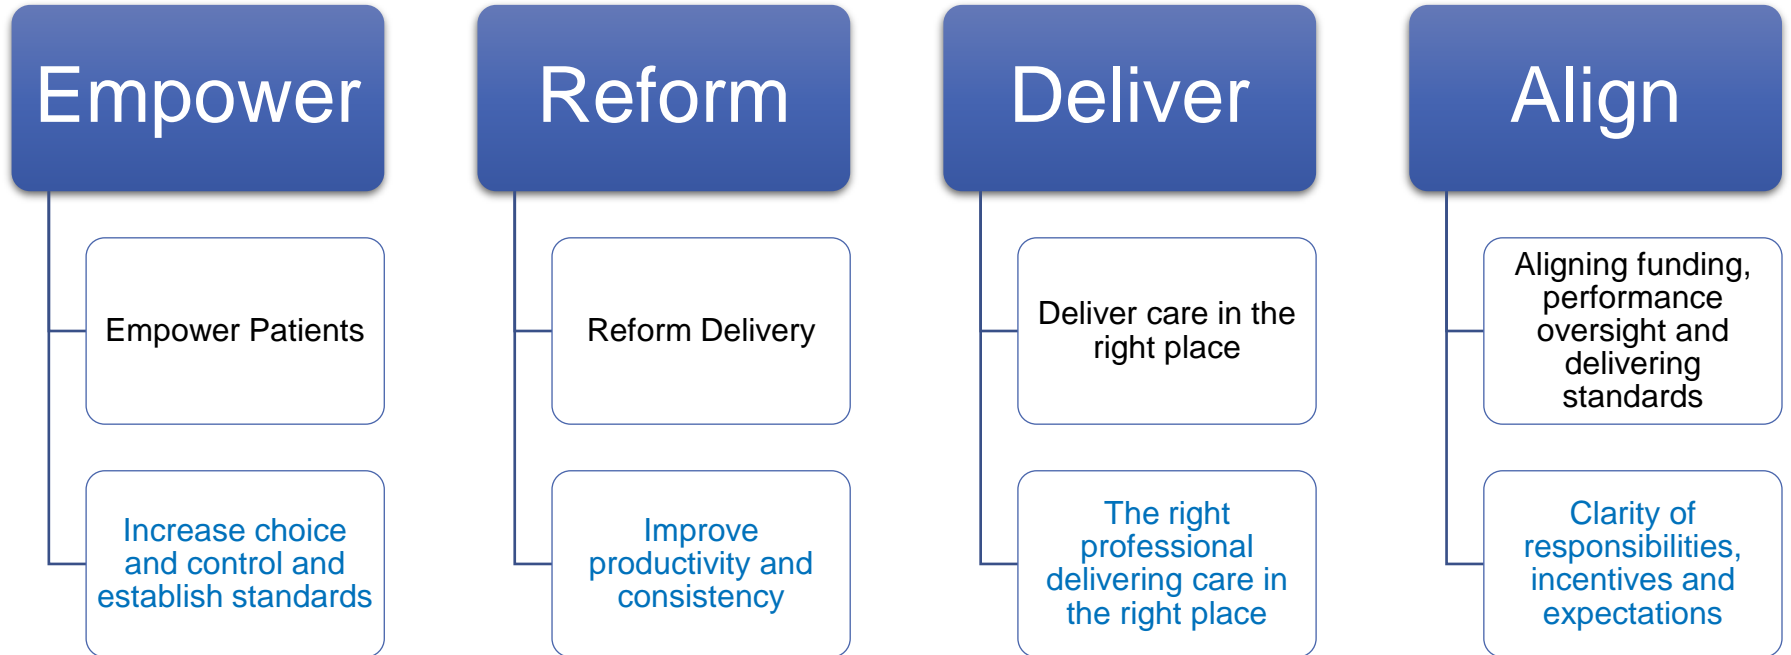 Empower
Empower Patients
Increase choice
and control and
establish standards
Reform
Reform Delivery
Improve
productivity and
consistency
Deliver
Deliver care in the
right place
The right
professional
delivering care in
the right place
Align
Aligning funding,
performance
oversight and
delivering
standards
Clarity of
responsibilities,
incentives and
expectations